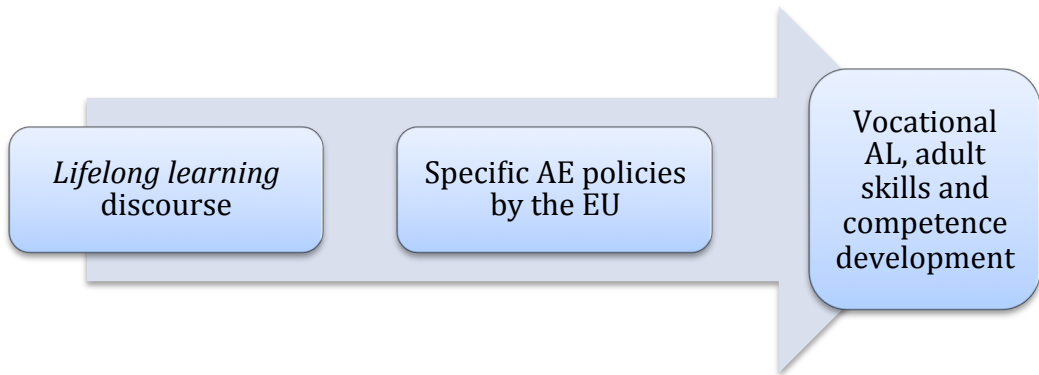 Lifelong learning
discourse
Specific AE policies
by the EU
Vocational
AL, adult
skills and
competence
development